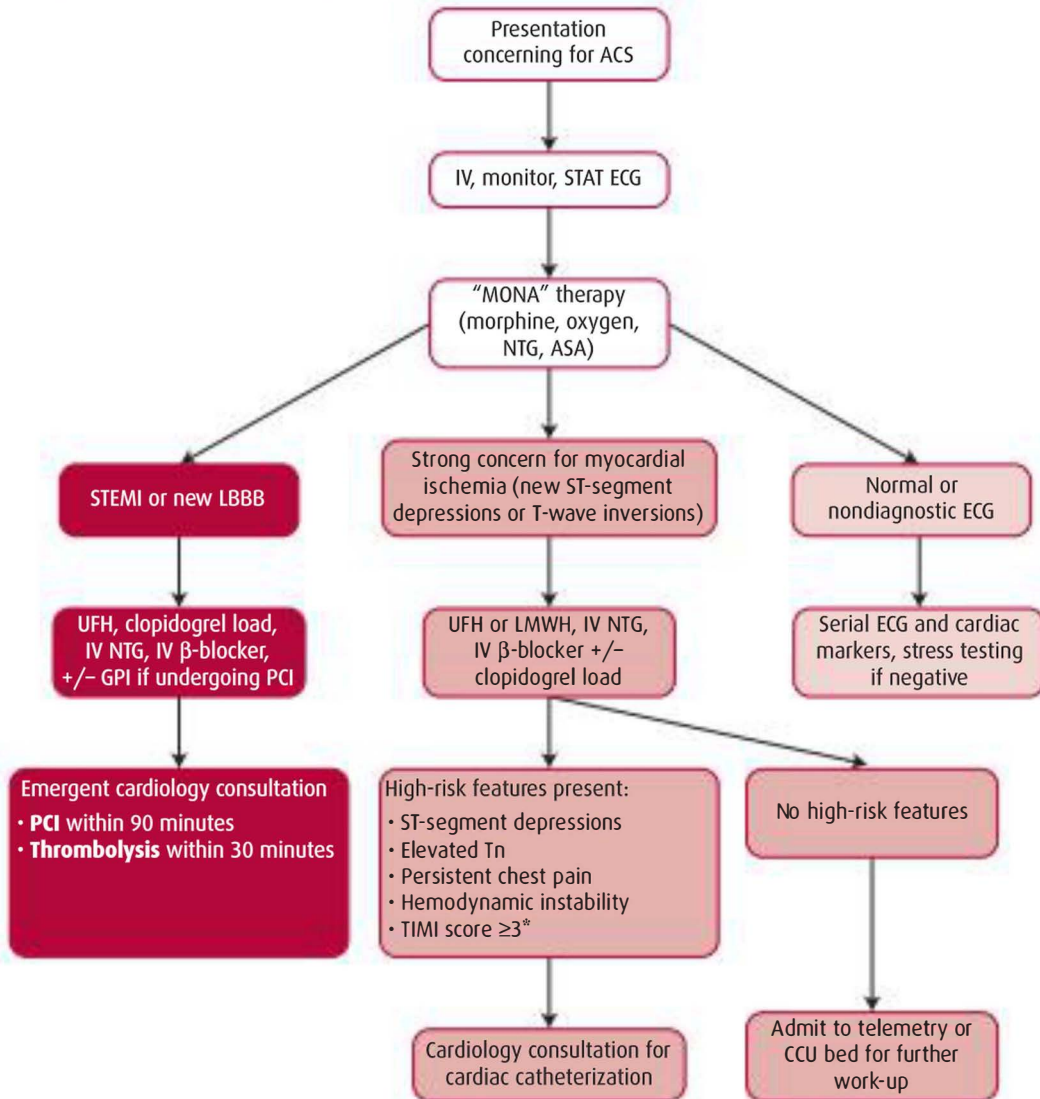 Presentation
concerning for ACS
IV, monitor, STAT ECG
“MONA” therapy
(morphine, oxygen,
NTG, ASA)
STEMI or new LBBB
Strong concern for myocardial
ischemia (new ST-segment
depressions or T-wave inversions)
Normal or
nondiagnostic ECG
UFH, clopidogrel load,
IV NTG, IV β-blocker,
+/– GPI if undergoing PCI
UFH or LMWH, IV NTG,
IV β-blocker +/–
clopidogrel load
Serial ECG and cardiac
markers, stress testing
if negative
Emergent cardiology consultation
• PCI within 90 minutes
• Thrombolysis within 30 minutes
High-risk features present:
• ST-segment depressions
• Elevated Tn
• Persistent chest pain
• Hemodynamic instability
• TIMI score ≥3*
No high-risk features
Cardiology consultation for
cardiac catheterization
Admit to telemetry or
CCU bed for further
work-up